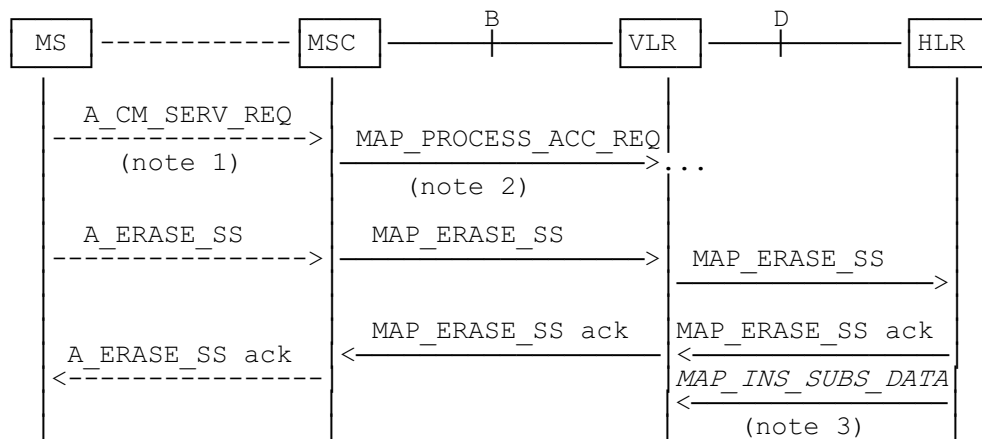 B D
MS MSC VLR HLR
A_CM_SERV_REQ
MAP_PROCESS_ACC_REQ
(note 1)
...
(note 2)
A_ERASE_SS MAP_ERASE_SS
MAP_ERASE_SS
MAP_ERASE_SS ack MAP_ERASE_SS ack
A_ERASE_SS ack
MAP_INS_SUBS_DATA
(note 3)